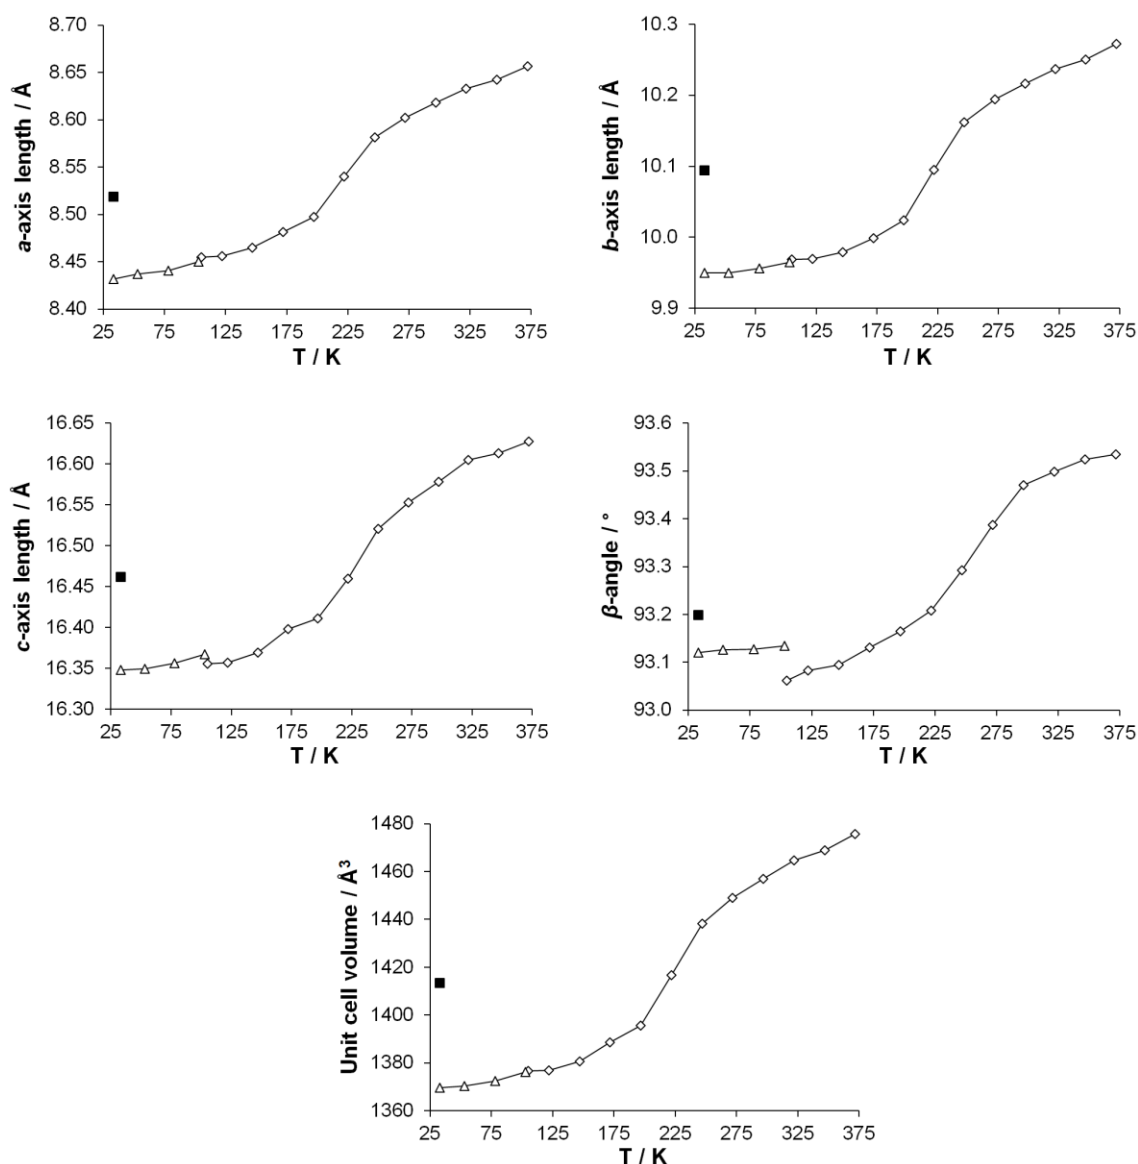 8.70
8.65
8.60
8.55
8.50
8.45
8.40
a-axis length / Å
25 75 125 175 225 275 325 375
T / K
10.3
10.2
10.1
10.0
9.9
b-axis length / Å
25 75 125 175 225 275 325 375
T / K
16.65
16.60
16.55
16.50
16.45
16.40
16.35
16.30
c-axis length / Å
25 75 125 175 225 275 325 375
T / K
93.6
93.5
93.4
93.3
93.2
93.1
93.0
β-angle / °
25 75 125 175 225 275 325 375
T / K
1480
1460
1440
1420
1400
1380
1360
Unit cell volume / Å³
25 75 125 175 225 275 325 375
T / K